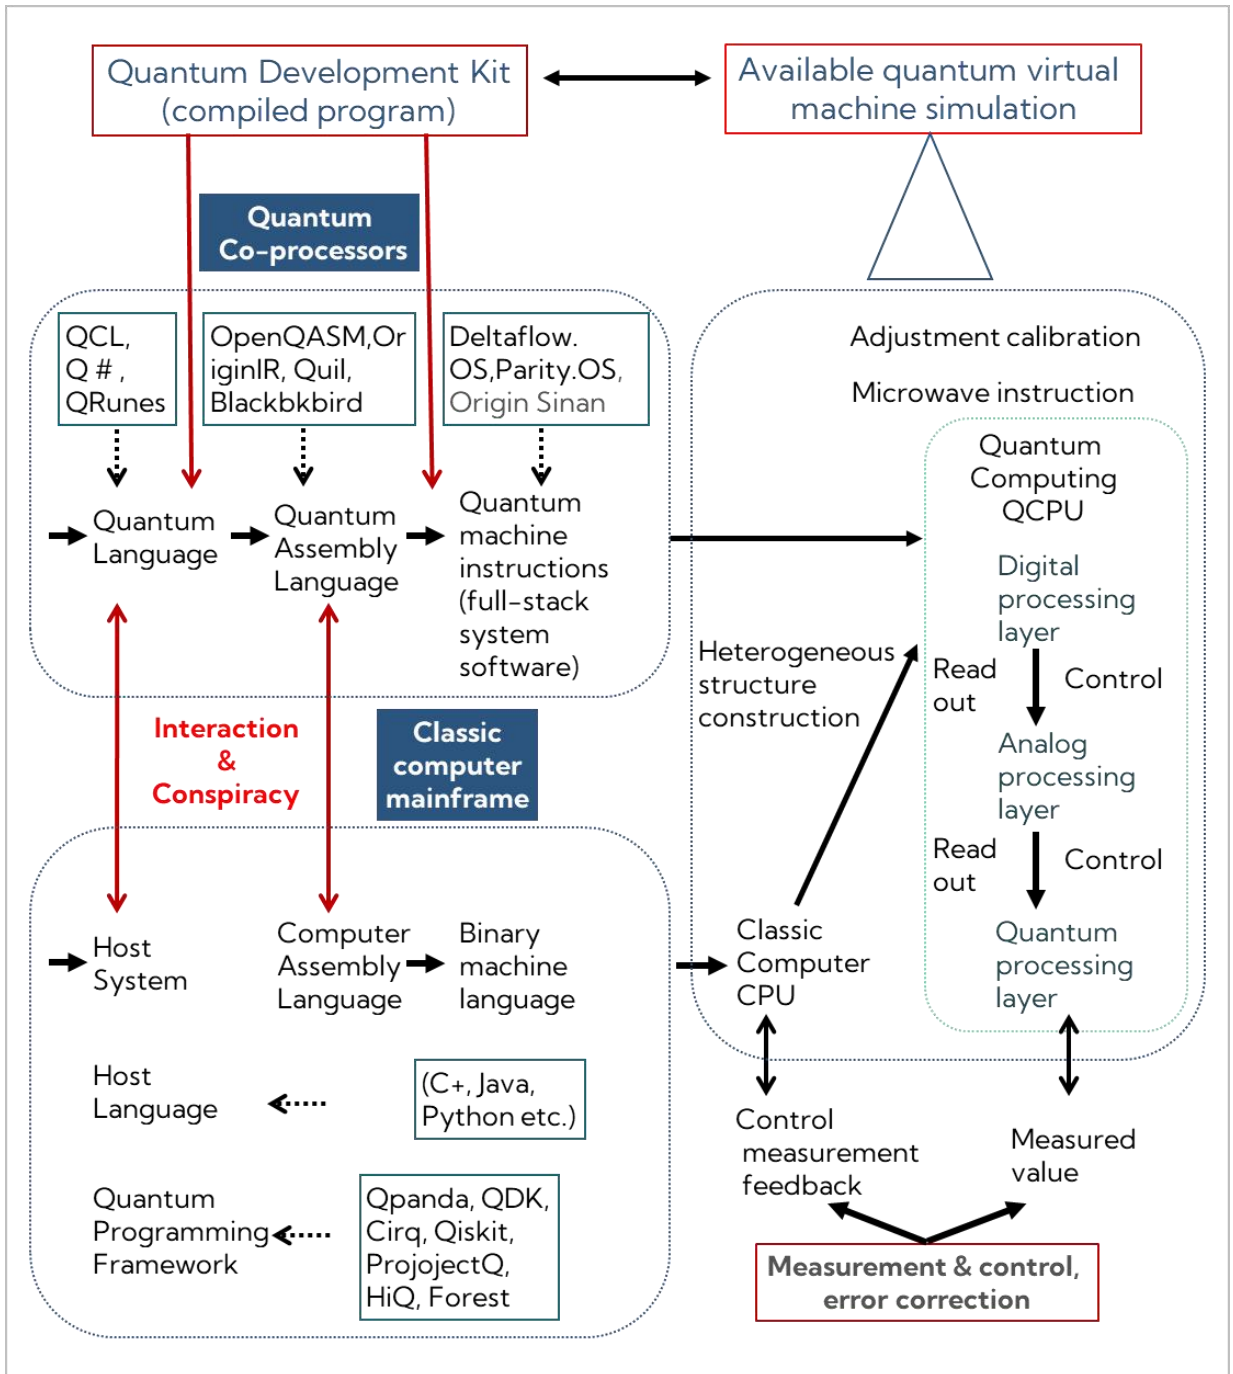 Quantum Development Kit
(compiled program)
Available quantum virtual
machine simulation
Quantum
Co-processors
QCL,
Q # ,
QRunes
OpenQASM,Or
iginIR, Quil,
Blackbkbird
Deltaflow.
OS,Parity.OS,
Origin Sinan
Quantum
Language
Quantum
Assembly
Language
Quantum
machine
instructions
(full-stack
system
software)
Adjustment calibration
Microwave instruction
Quantum
Computing
QCPU
Digital
processing
layer
Read
out
Control
Analog
processing
layer
Read
out
Control
Quantum
processing
layer
Heterogeneous
structure
construction
Interaction
&
Conspiracy
Classic
computer
mainframe
Host
System
Computer
Assembly
Language
Binary
machine
language
Classic
Computer
CPU
Host
Language
(C+, Java,
Python etc.)
Quantum
Programming
Framework
Qpanda, QDK,
Cirq, Qiskit,
ProjojectQ,
HiQ, Forest
Control
measurement
feedback
Measured
value
Measurement & control,
error correction